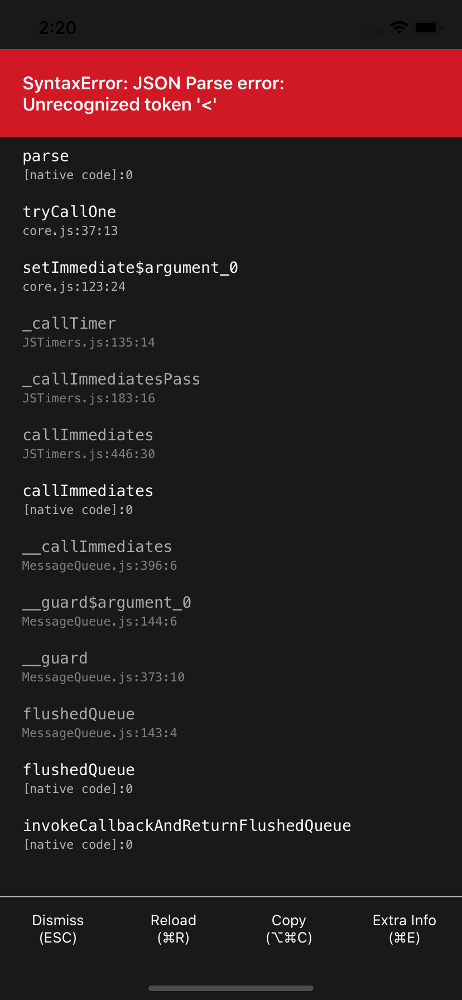 2:20
SyntaxError: JSON Parse error:
Unrecognized token '<'
parse
[native code]:0
tryCallOne
core.js:37:13
setImmediate$argument_0
core.js:123:24
_callTimer
JSTimers.js:135:14
_callImmediatesPass
JSTimers.js:183:16
callImmediates
JSTimers.js:446:30
callImmediates
[native code]:0
__callImmediates
MessageQueue.js:396:6
__guard$argument_0
MessageQueue.js:144:6
__guard
MessageQueue.js:373:10
flushedQueue
MessageQueue.js:143:4
flushedQueue
[native code]:0
invokeCallbackAndReturnFlushedQueue
[native code]:0
Dismiss Reload Copy Extra Info
(ESC) (⌘R) (⌥⌘C) (⌘E)